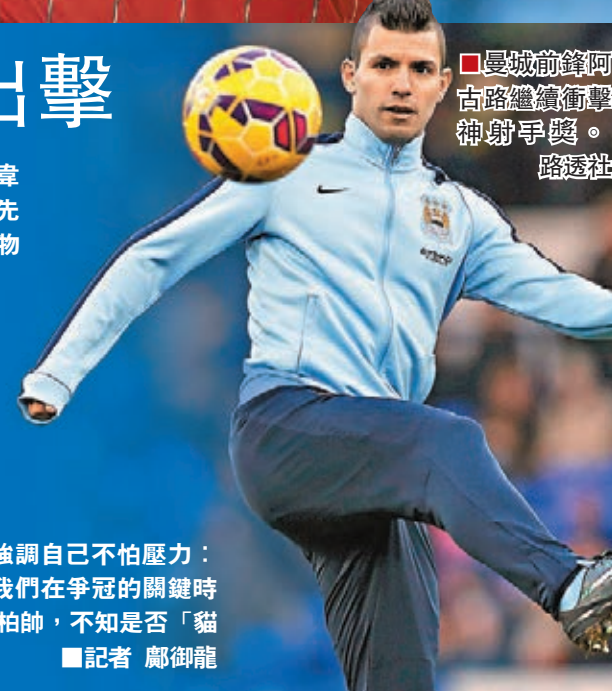 出擊
■曼城前鋒阿
古路繼續衝擊
神射手獎。
路透社
韋
先
物
強調自己不怕壓力：
我們在爭冠的關鍵時
柏帥，不知是否「貓
■記者 鄺御龍